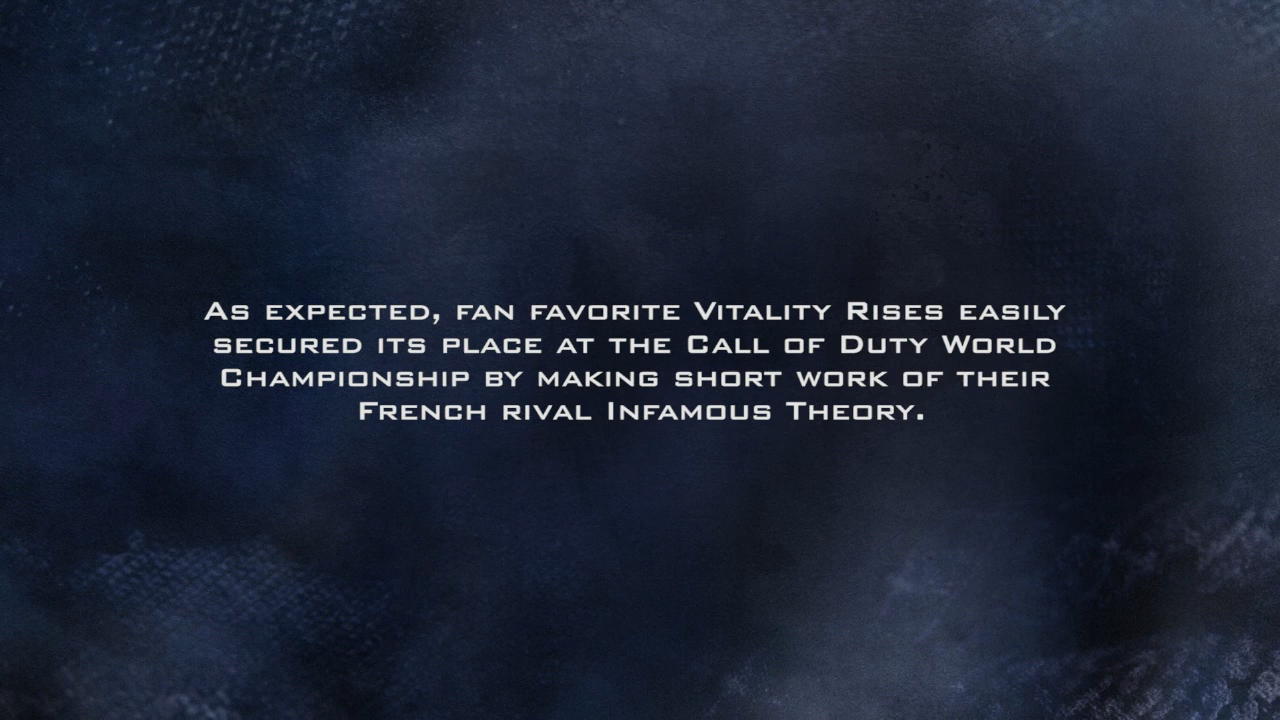 As expected, fan favorite Vitality Rises easily
secured its place at the Call of Duty World
Championship by making short work of their
French rival Infamous Theory.